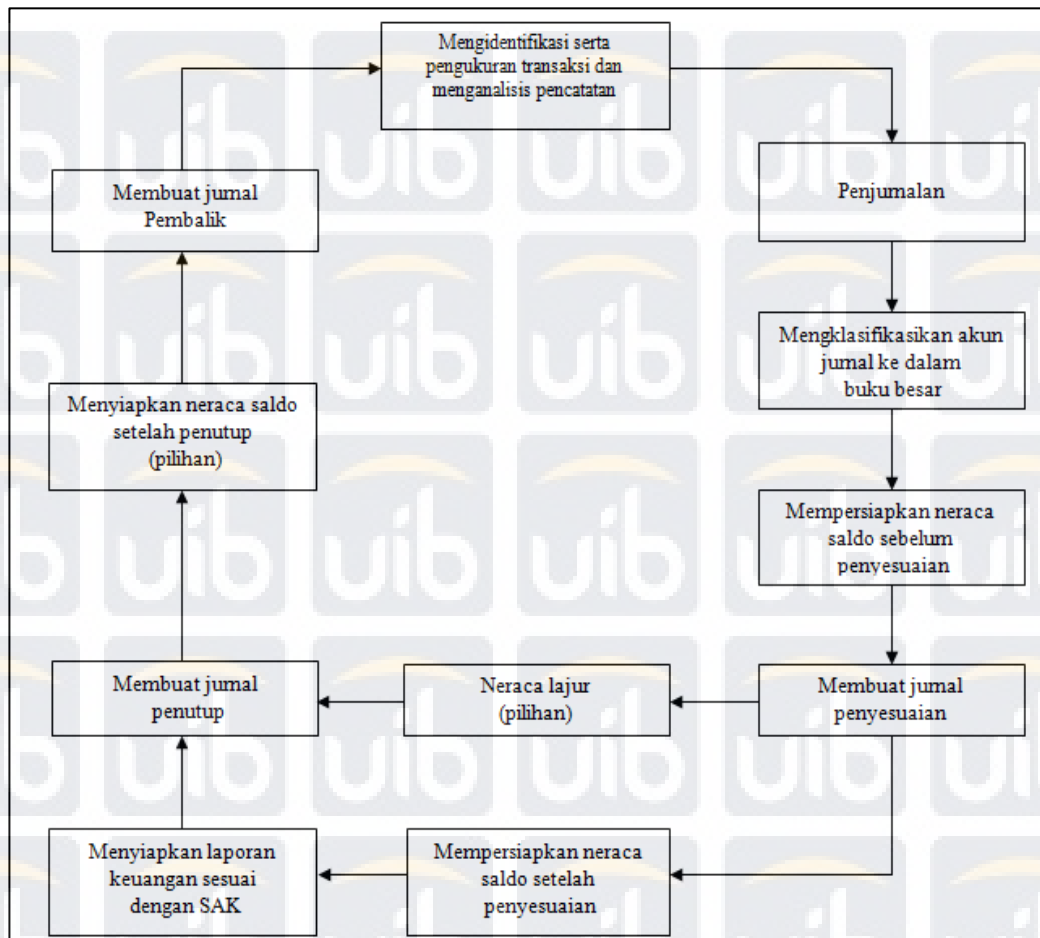 Mengidentifikasi serta
pengukuran transaksi dan
menganalisis pencatatan
Penjurnalan
Mengklasifikasikan akun
jurnal ke dalam
buku besar
Mempersiapkan neraca
saldo sebelum
penyesuaian
Membuat jurnal
penyesuaian
Neraca lajur
(pilihan)
Mempersiapkan neraca
saldo setelah
penyesuaian
Menyiapkan laporan
keuangan sesuai
dengan SAK
Membuat jurnal
penutup
Menyiapkan neraca saldo
setelah penutup
(pilihan)
Membuat jurnal
Pembalik
uib